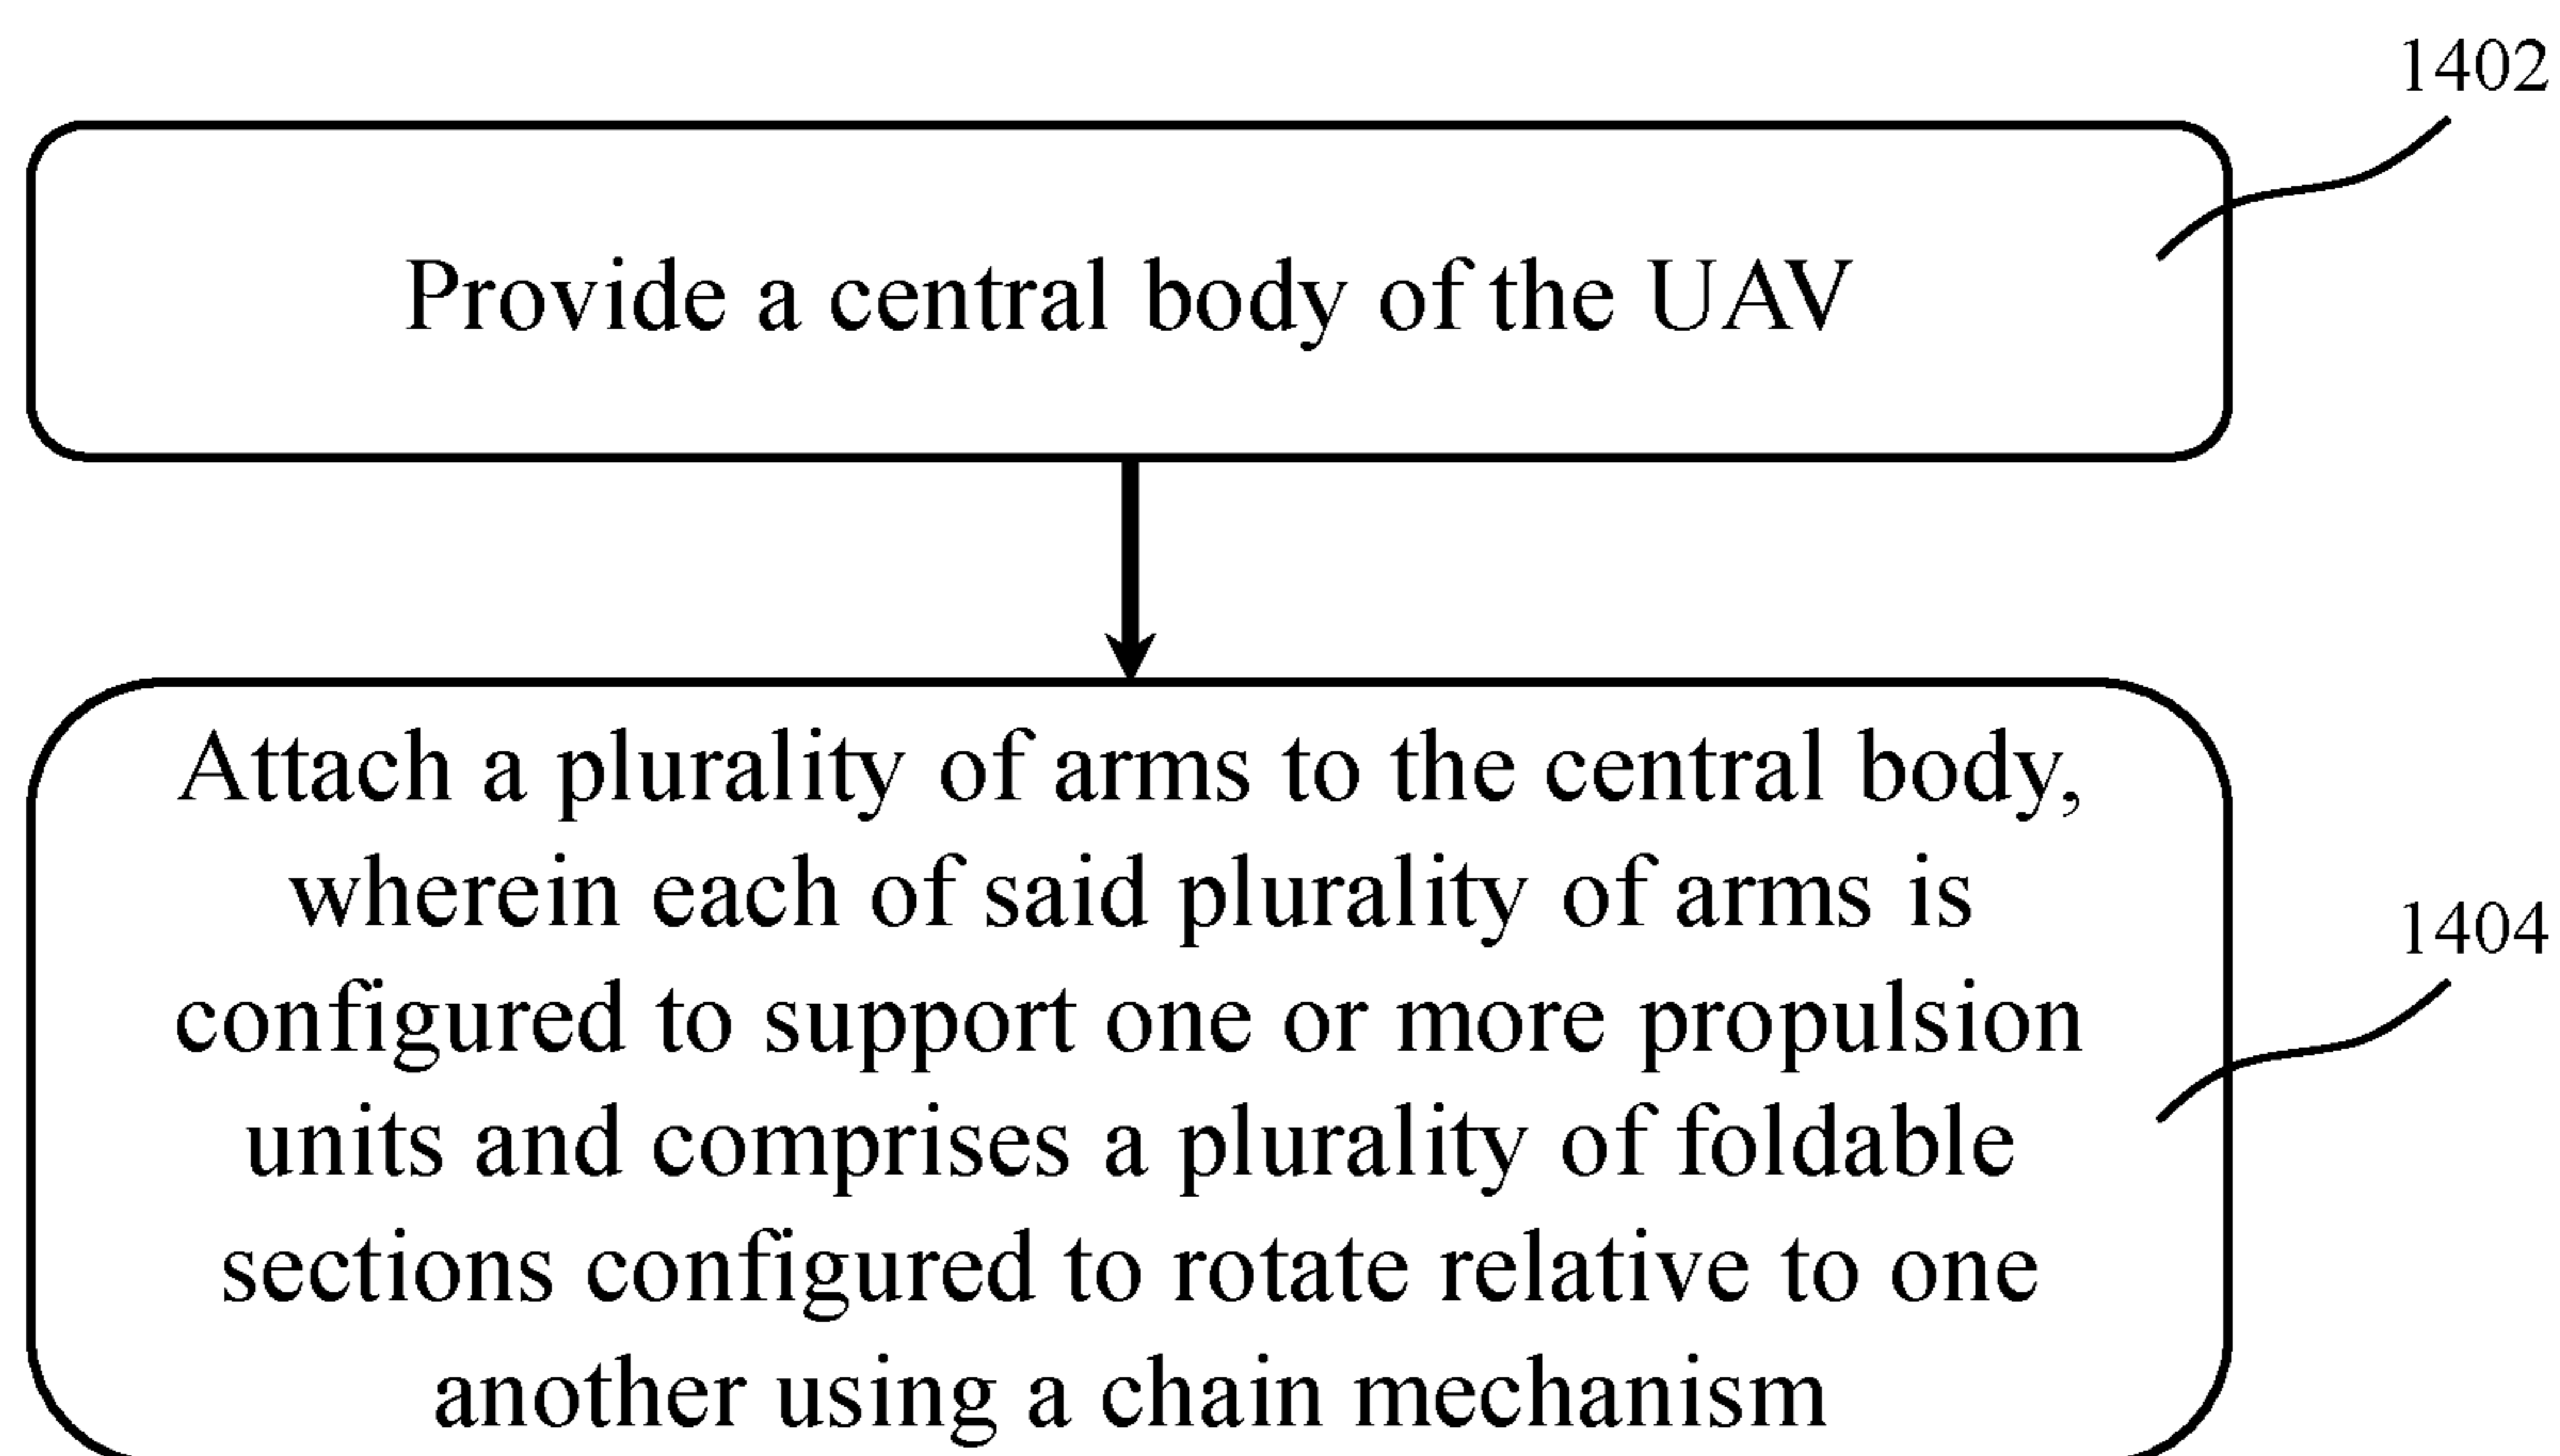 1402
Provide a central body of the UAV
Attach a plurality of arms to the central body,
wherein each of said plurality of arms is
configured to support one or more propulsion
units and comprises a plurality of foldable
sections configured to rotate relative to one
another using a chain mechanism
1404